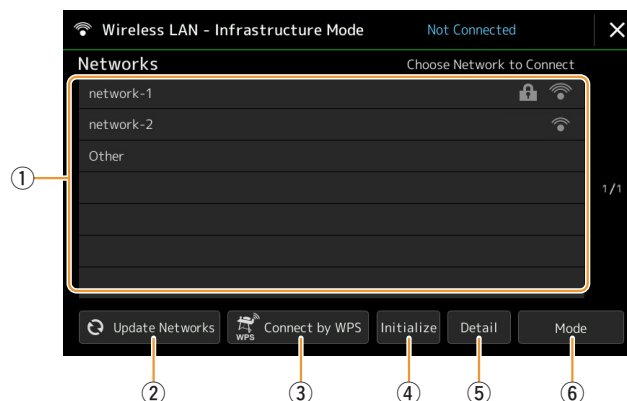 Wireless LAN - Infrastructure Mode Not Connected
Networks Choose Network to Connect
network-1
network-2
Other
① 1/1
Update Networks WPS Connect by WPS Initialize Detail Mode
② ③ ④ ⑤ ⑥